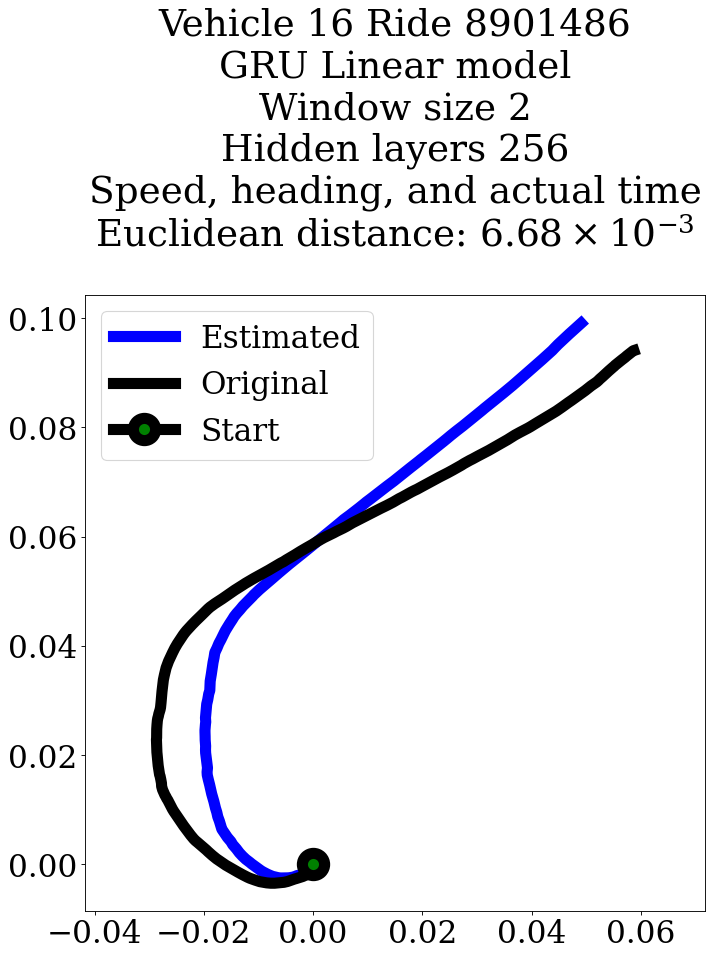 Vehicle 16 Ride 8901486
GRU Linear model
Window size 2
Hidden layers 256
Speed, heading, and actual time
Euclidean distance: 6.68 × 10⁻³
Estimated
Original
Start
0.10
0.08
0.06
0.04
0.02
0.00
−0.04 −0.02 0.00 0.02 0.04 0.06